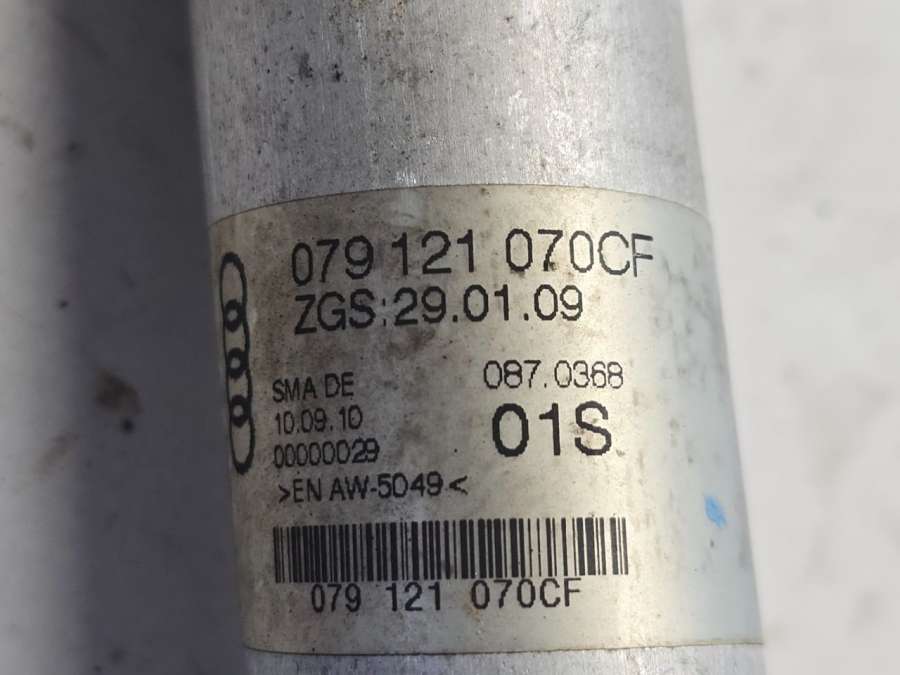 079 121 070CF
ZGS:29.01.09
SMA DE
087.0368
10.09.10
01S
00000029
>EN AW-5049<
079 121 070CF